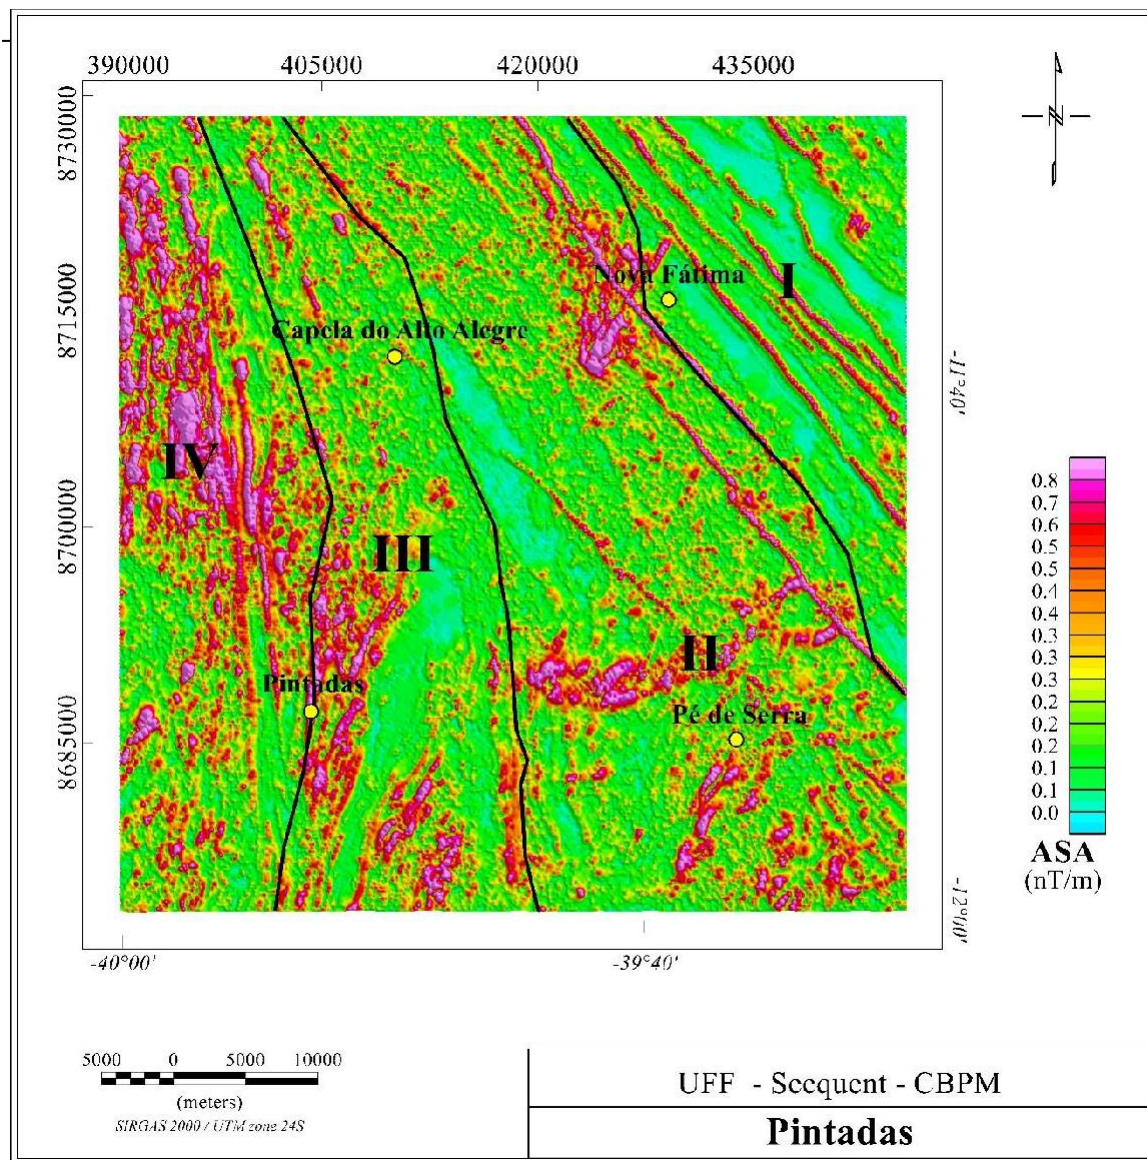 390000 405000 420000 435000
8730000
8715000
8700000
8685000
I
Nova Fátima
Capela do Alto Alegre
-11°40'
IV
III
II
Pintadas
Pé de Serra
0.8
0.7
0.6
0.5
0.5
0.4
0.4
0.3
0.3
0.3
0.2
0.2
0.2
0.1
0.1
0.0
ASA
(nT/m)
-12°00'
-40°00' -39°40'
5000 0 5000 10000
(meters)
SIRGAS 2000 / UTM zone 24S
UFF - Seequent - CBPM
Pintadas